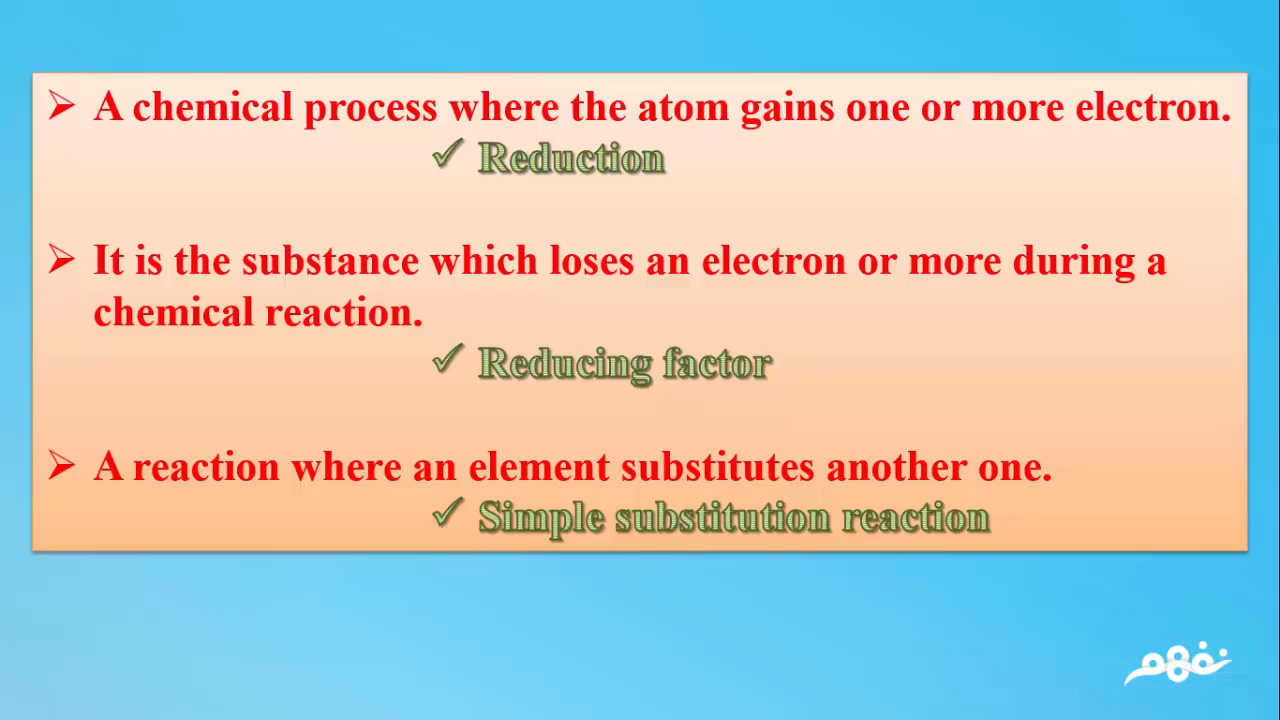 ➢ A chemical process where the atom gains one or more electron.
✓ Reduction
➢ It is the substance which loses an electron or more during a
chemical reaction.
✓ Reducing factor
➢ A reaction where an element substitutes another one.
✓ Simple substitution reaction
نفهم